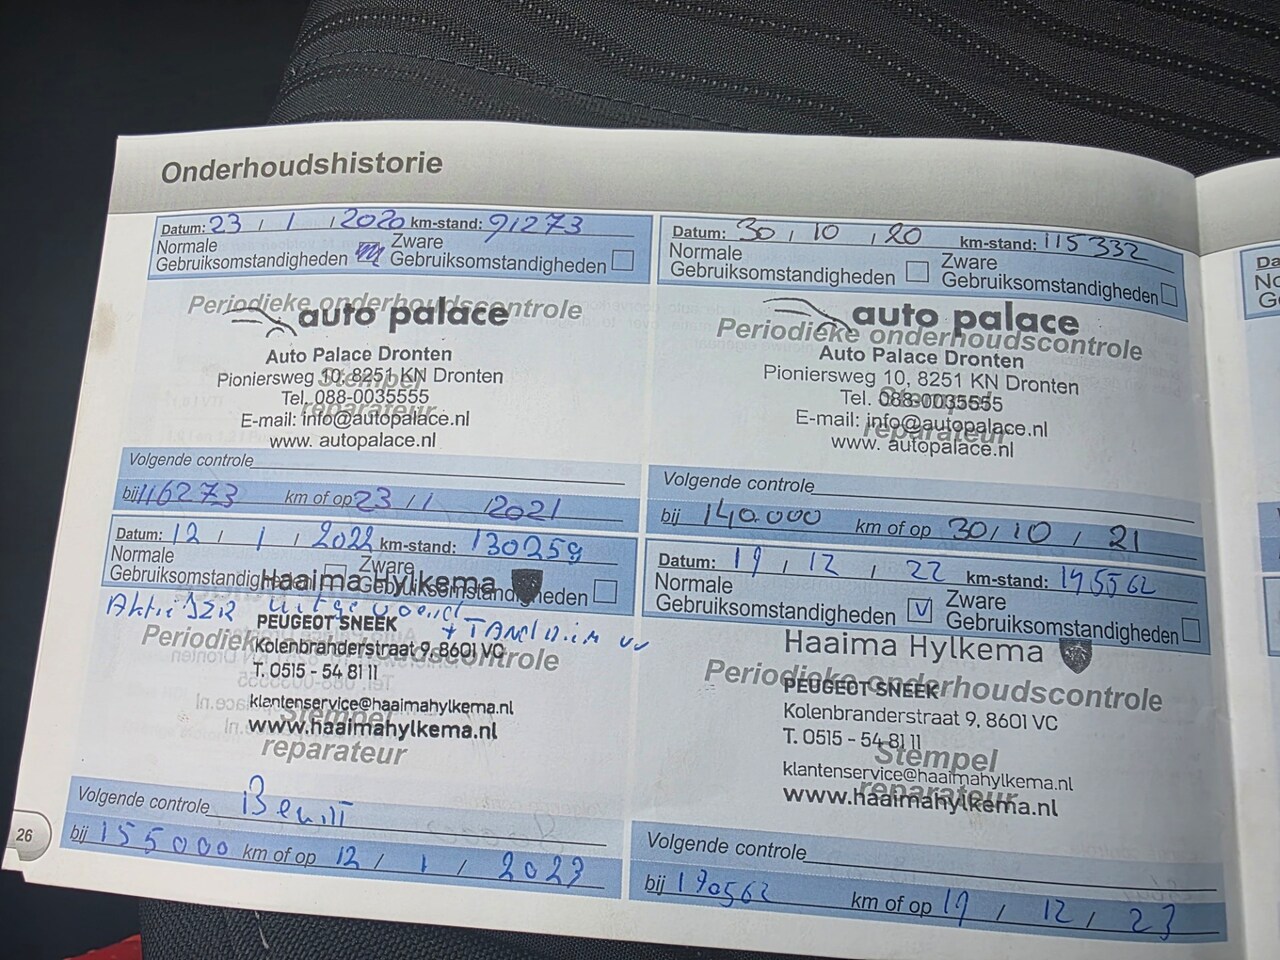 Onderhoudshistorie
Datum: 23 / 1 / 2020 km-stand: 91273
Normale Gebruiksomstandigheden
Zware Gebruiksomstandigheden
Periodieke onderhoudscontrole
auto palace
Auto Palace Dronten
Pioniersweg 10, 8251 KN Dronten
Stempel
Tel. 088-0035555
reparateur
E-mail: info@autopalace.nl
www. autopalace.nl
Volgende controle
bij 116273 km of op 23 / 1 / 2021
Datum: 30 / 10 / 20 km-stand: 115332
Normale Gebruiksomstandigheden
Zware Gebruiksomstandigheden
auto palace
Periodieke onderhoudscontrole
Auto Palace Dronten
Pioniersweg 10, 8251 KN Dronten
Stempel
Tel. 088-0035555
E-mail: info@autopalace.nl
reparateur
www. autopalace.nl
Volgende controle
bij 140.000 km of op 30 / 10 / 21
Datum: 12 / 1 / 2022 km-stand: 130259
Normale Gebruiksomstandigheden
Zware Gebruiksomstandigheden
Haaima Hylkema
uitgevoerd
PEUGEOT SNEEK
Periodieke onderhoudscontrole
Kolenbranderstraat 9, 8601 VC
T. 0515 - 54 81 11
klantenservice@haaimahylkema.nl
Stempel
www.haaimahylkema.nl
reparateur
Volgende controle
bij 155000 km of op 12 / 1 / 2023
Datum: 19 / 12 / 22 km-stand:
Normale Gebruiksomstandigheden V
Zware Gebruiksomstandigheden
Haaima Hylkema
Periodieke onderhoudscontrole
PEUGEOT SNEEK
Kolenbranderstraat 9, 8601 VC
T. 0515 - 54 81 11
Stempel
klantenservice@haaimahylkema.nl
reparateur
www.haaimahylkema.nl
Volgende controle
bij 170562 km of op 19 / 12 / 23
26